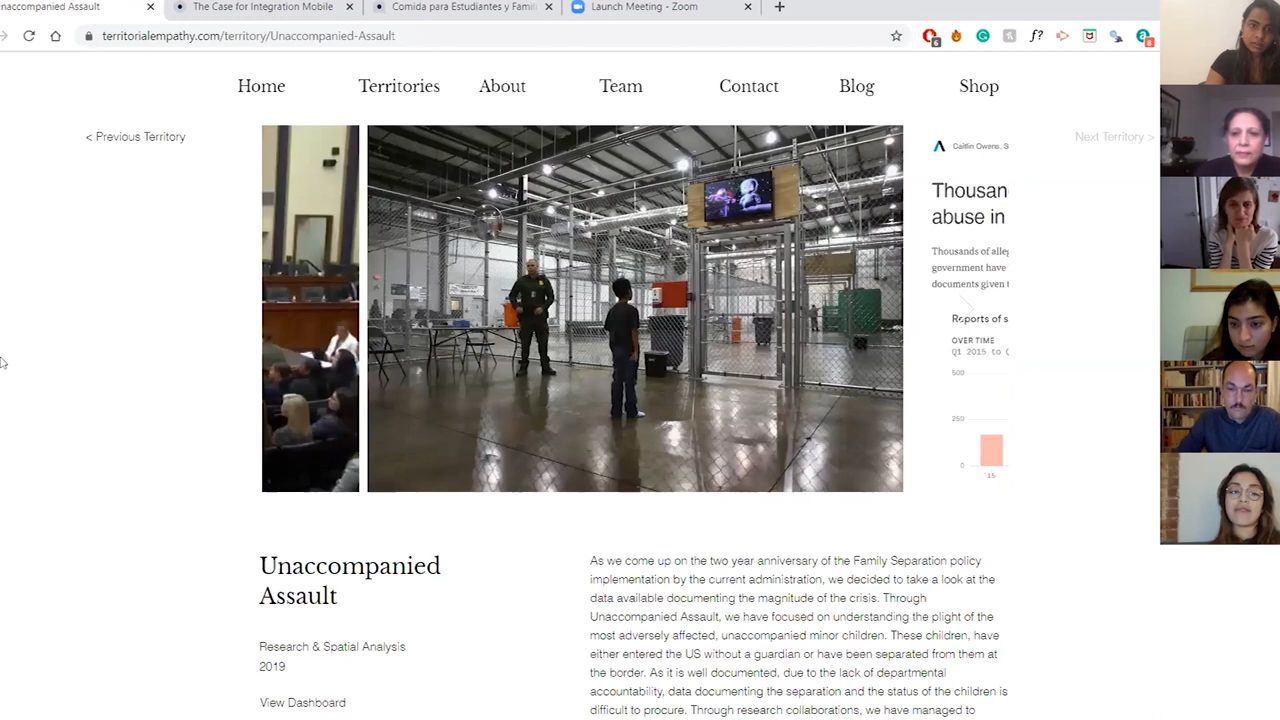 naccompanied Assault
The Case for Integration Mobile
Comida para Estudiantes y Famil
Launch Meeting - Zoom
territorialempathy.com/territory/Unaccompanied-Assault
Home
Territories
About
Team
Contact
Blog
Shop
< Previous Territory
Next Territory >
Caitlin Owens, S
Thousan
abuse in
Thousands of alleg
government have
documents given t
Reports of s
OVER TIME
Q1 2015 to Q
500
250
0
'15
Unaccompanied
Assault
Research & Spatial Analysis
2019
View Dashboard
As we come up on the two year anniversary of the Family Separation policy
implementation by the current administration, we decided to take a look at the
data available documenting the magnitude of the crisis. Through
Unaccompanied Assault, we have focused on understanding the plight of the
most adversely affected, unaccompanied minor children. These children, have
either entered the US without a guardian or have been separated from them at
the border. As it is well documented, due to the lack of departmental
accountability, data documenting the separation and the status of the children is
difficult to procure. Through research collaborations, we have managed to